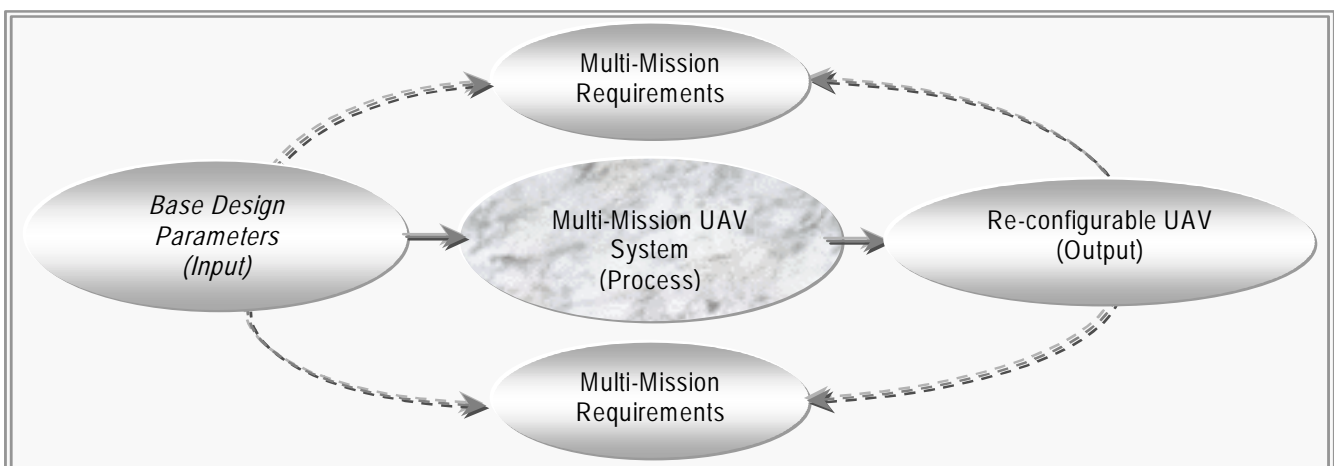 Multi-Mission
Requirements
Base Design
Parameters
(Input)
Multi-Mission UAV
System
(Process)
Re-configurable UAV
(Output)
Multi-Mission
Requirements